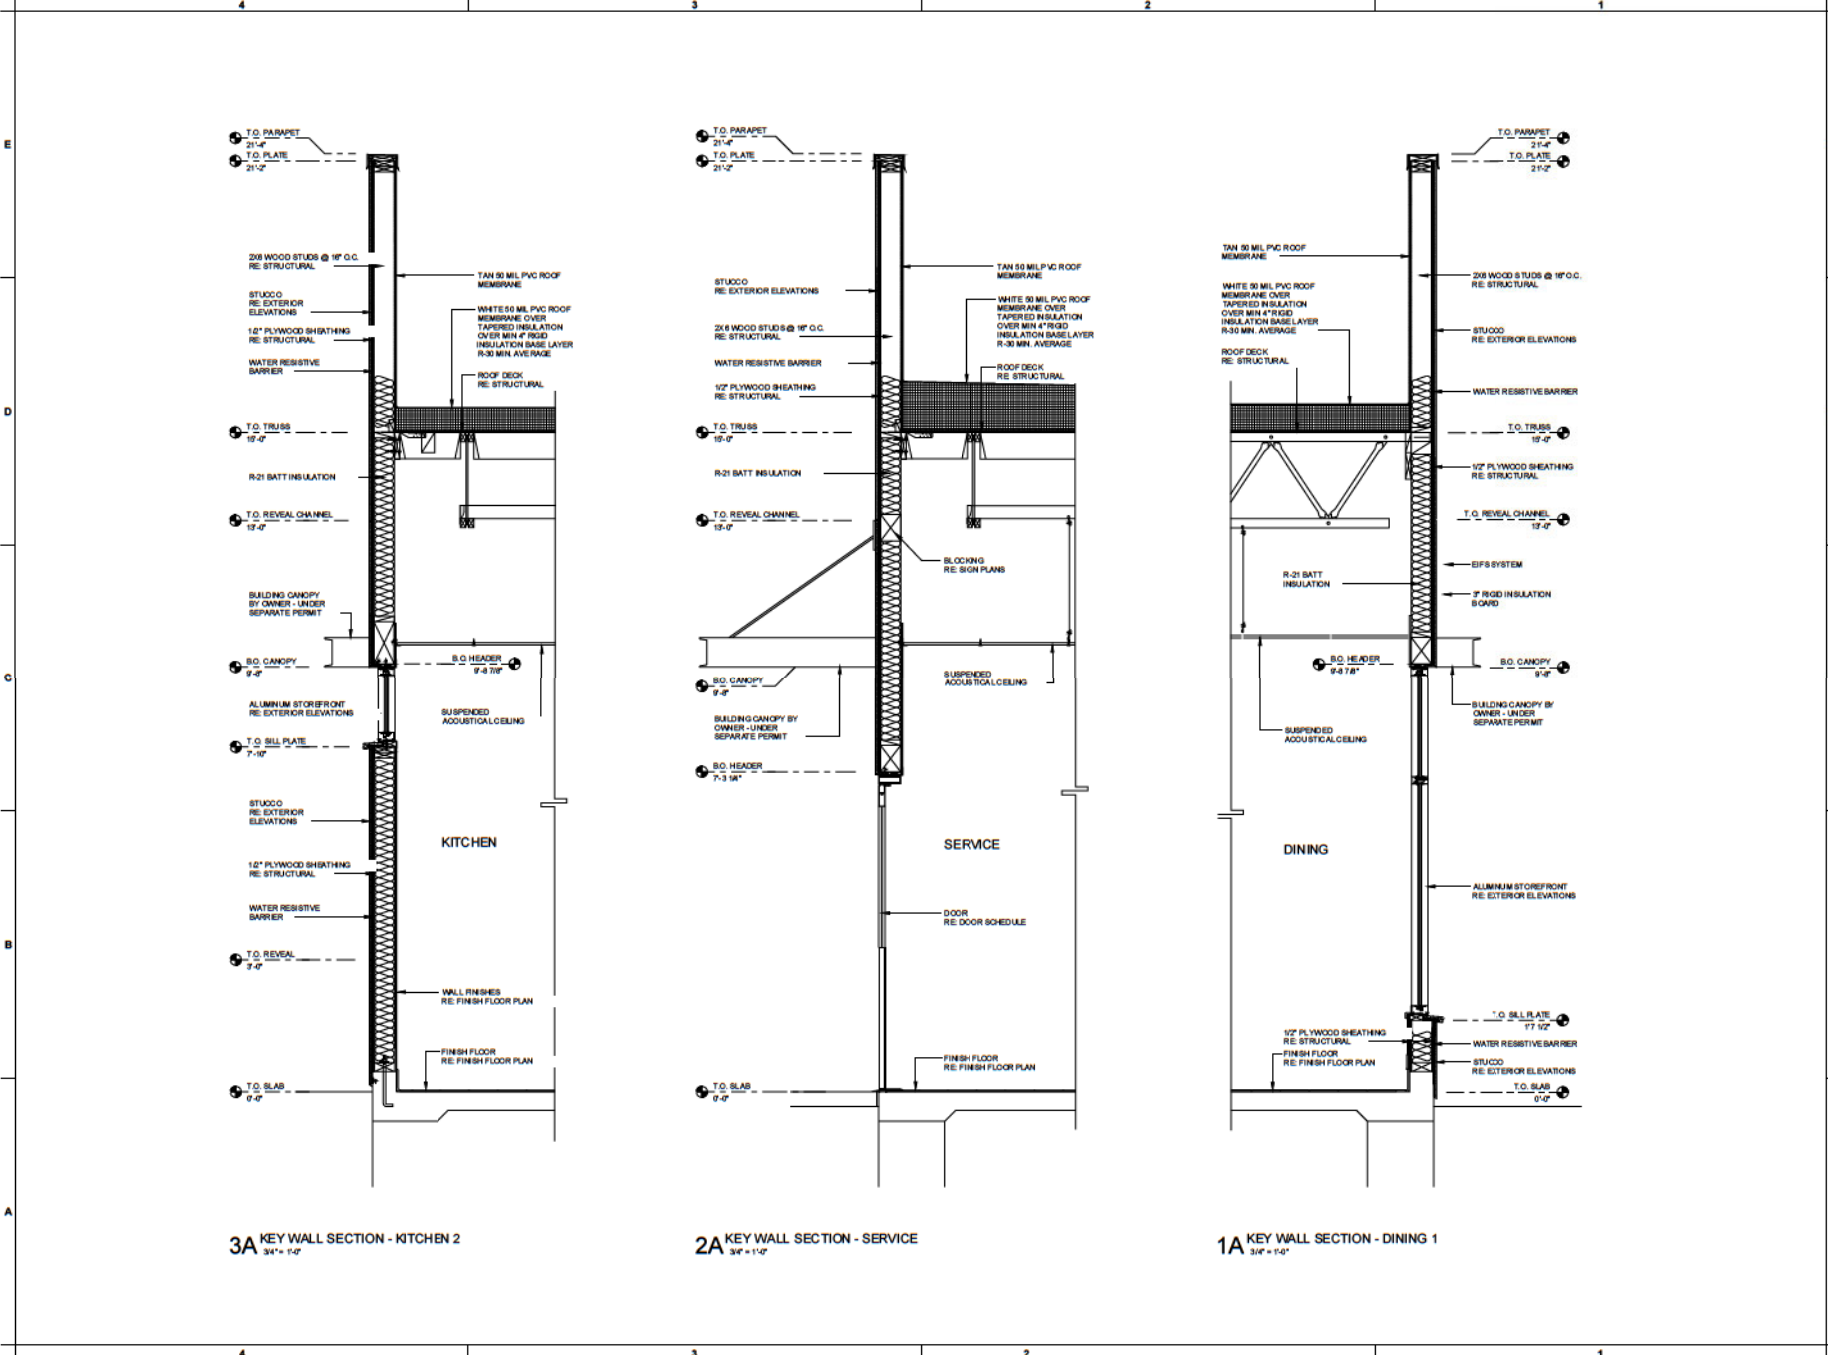 4
3
2
1
E
D
C
B
A
T.O. PARAPET
21'-4"
T.O. PLATE
21'-2"
2X6 WOOD STUDS @ 16" O.C.
RE: STRUCTURAL
STUCCO
RE: EXTERIOR
ELEVATIONS
1/2" PLYWOOD SHEATHING
RE: STRUCTURAL
WATER RESISTIVE
BARRIER
T.O. TRUSS
15'-0"
R-21 BATT INSULATION
T.O. REVEAL CHANNEL
13'-0"
BUILDING CANOPY
BY OWNER - UNDER
SEPARATE PERMIT
B.O. CANOPY
9'-8"
ALUMINUM STOREFRONT
RE: EXTERIOR ELEVATIONS
T.O. SILL PLATE
7'-10"
STUCCO
RE: EXTERIOR
ELEVATIONS
1/2" PLYWOOD SHEATHING
RE: STRUCTURAL
WATER RESISTIVE
BARRIER
T.O. REVEAL
3'-0"
T.O. SLAB
0'-0"
TAN 50 MIL PVC ROOF
MEMBRANE
WHITE 50 MIL PVC ROOF
MEMBRANE OVER
TAPERED INSULATION
OVER MIN 4" RIGID
INSULATION BASE LAYER
R-30 MIN. AVERAGE
ROOF DECK
RE: STRUCTURAL
B.O. HEADER
9'-8 7/8"
SUSPENDED
ACOUSTICAL CEILING
KITCHEN
WALL FINISHES
RE: FINISH FLOOR PLAN
FINISH FLOOR
RE: FINISH FLOOR PLAN
3A KEY WALL SECTION - KITCHEN 2
3/4" = 1'-0"
T.O. PARAPET
21'-4"
T.O. PLATE
21'-2"
STUCCO
RE: EXTERIOR ELEVATIONS
2X6 WOOD STUDS @ 16" O.C.
RE: STRUCTURAL
WATER RESISTIVE BARRIER
1/2" PLYWOOD SHEATHING
RE: STRUCTURAL
T.O. TRUSS
15'-0"
R-21 BATT INSULATION
T.O. REVEAL CHANNEL
13'-0"
B.O. CANOPY
9'-8"
BUILDING CANOPY BY
OWNER - UNDER
SEPARATE PERMIT
B.O. HEADER
7'-3 1/4"
T.O. SLAB
0'-0"
TAN 50 MIL PVC ROOF
MEMBRANE
WHITE 50 MIL PVC ROOF
MEMBRANE OVER
TAPERED INSULATION
OVER MIN 4" RIGID
INSULATION BASE LAYER
R-30 MIN. AVERAGE
ROOF DECK
RE: STRUCTURAL
BLOCKING
RE: SIGN PLANS
SUSPENDED
ACOUSTICAL CEILING
SERVICE
DOOR
RE: DOOR SCHEDULE
FINISH FLOOR
RE: FINISH FLOOR PLAN
2A KEY WALL SECTION - SERVICE
3/4" = 1'-0"
TAN 50 MIL PVC ROOF
MEMBRANE
WHITE 50 MIL PVC ROOF
MEMBRANE OVER
TAPERED INSULATION
OVER MIN 4" RIGID
INSULATION BASE LAYER
R-30 MIN. AVERAGE
ROOF DECK
RE: STRUCTURAL
R-21 BATT
INSULATION
B.O. HEADER
9'-8 7/8"
SUSPENDED
ACOUSTICAL CEILING
DINING
1/2" PLYWOOD SHEATHING
RE: STRUCTURAL
FINISH FLOOR
RE: FINISH FLOOR PLAN
T.O. PARAPET
21'-4"
T.O. PLATE
21'-2"
2X6 WOOD STUDS @ 16" O.C.
RE: STRUCTURAL
STUCCO
RE: EXTERIOR ELEVATIONS
WATER RESISTIVE BARRIER
T.O. TRUSS
15'-0"
1/2" PLYWOOD SHEATHING
RE: STRUCTURAL
T.O. REVEAL CHANNEL
13'-0"
EIFS SYSTEM
3" RIGID INSULATION
BOARD
B.O. CANOPY
9'-8"
BUILDING CANOPY BY
OWNER - UNDER
SEPARATE PERMIT
ALUMINUM STOREFRONT
RE: EXTERIOR ELEVATIONS
T.O. SILL PLATE
1'7 1/2"
WATER RESISTIVE BARRIER
STUCCO
RE: EXTERIOR ELEVATIONS
T.O. SLAB
0'-0"
1A KEY WALL SECTION - DINING 1
3/4" = 1'-0"
4
3
2
1